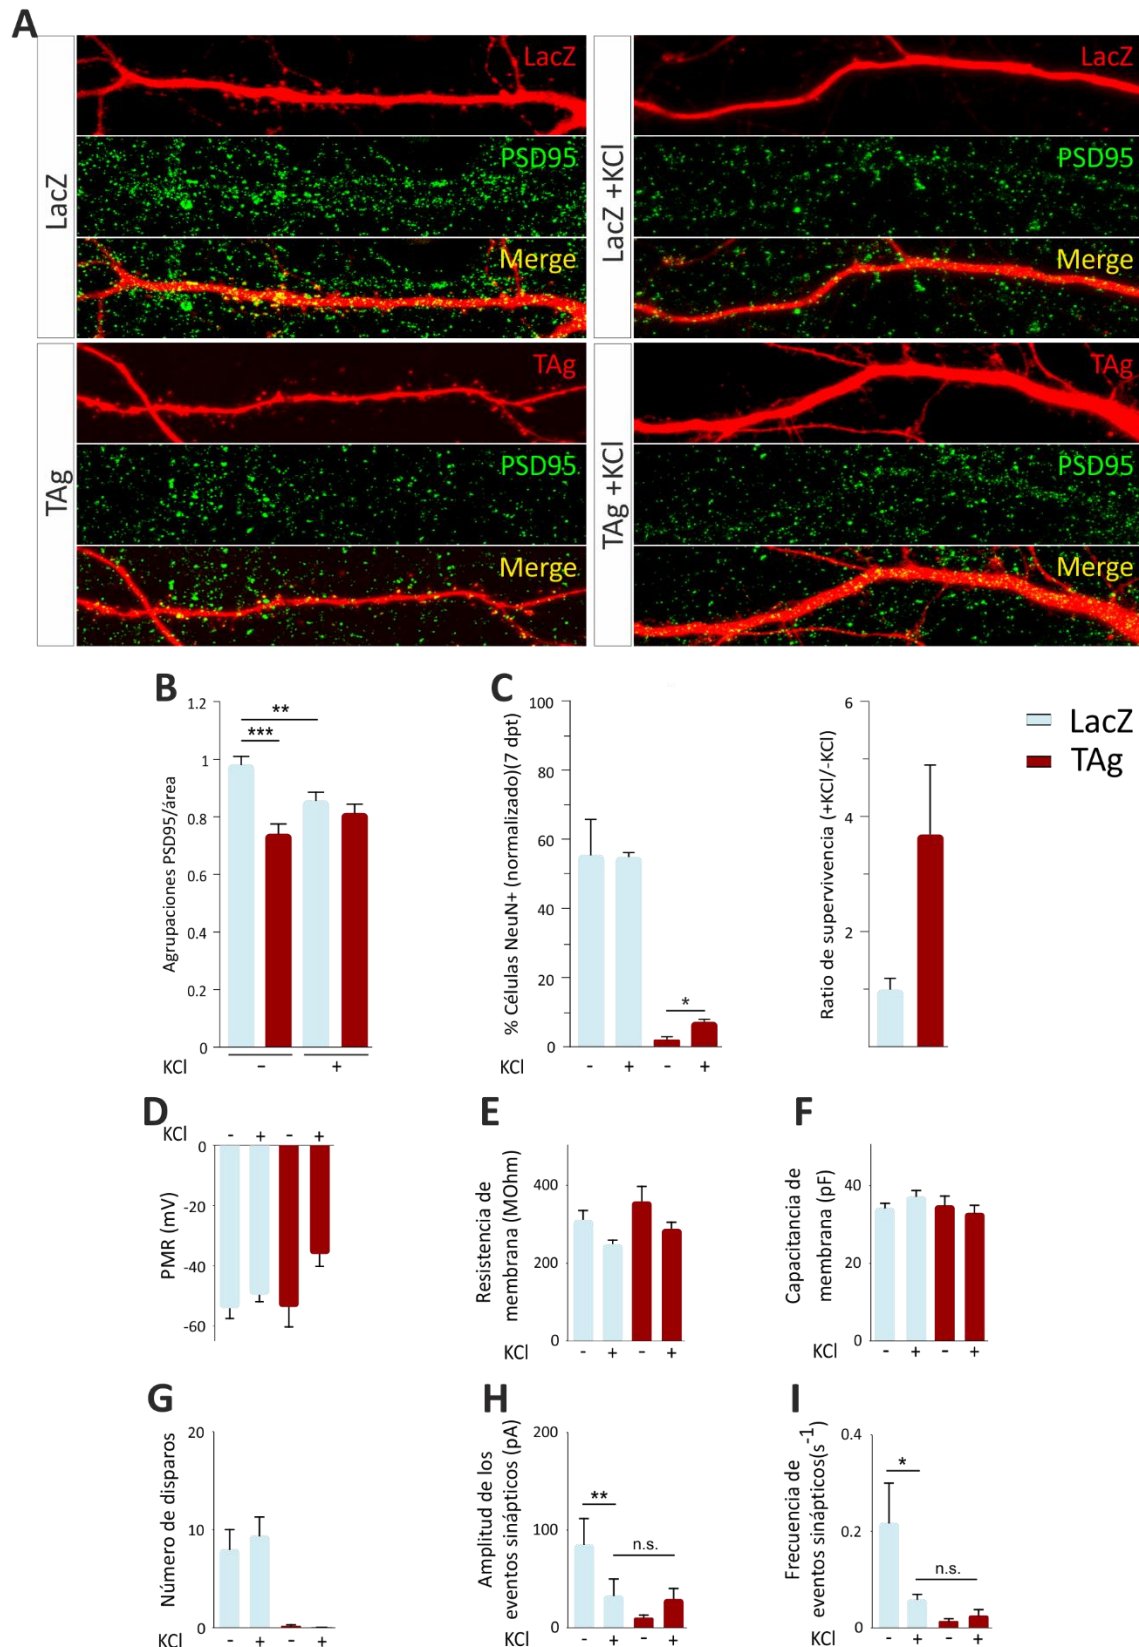 A
LacZ
LacZ
PSD95
Merge
LacZ +KCl
LacZ
PSD95
Merge
TAg
TAg
PSD95
Merge
TAg +KCl
TAg
PSD95
Merge
B
Agrupaciones PSD95/área
1.2
1
0.8
0.6
0.4
0.2
0
**
***
KCl - +
C
% Células NeuN+ (normalizado)(7 dpt)
100
80
60
40
20
0
*
KCl - + - +
Ratio de supervivencia (+KCl/-KCl)
6
4
2
LacZ
TAg
D
KCl - + - +
PMR (mV)
0
-20
-40
-60
E
Resistencia de
membrana (MOhm)
400
200
0
KCl - + - +
F
Capacitancia de
membrana (pF)
40
20
0
KCl - + - +
G
Número de disparos
20
10
0
KCl - + - +
H
Amplitud de los
eventos sinápticos (pA)
200
100
0
**
n.s.
KCl - + - +
I
Frecuencia de
eventos sinápticos(s-1)
0.4
0.2
0
*
n.s.
KCl - + - +